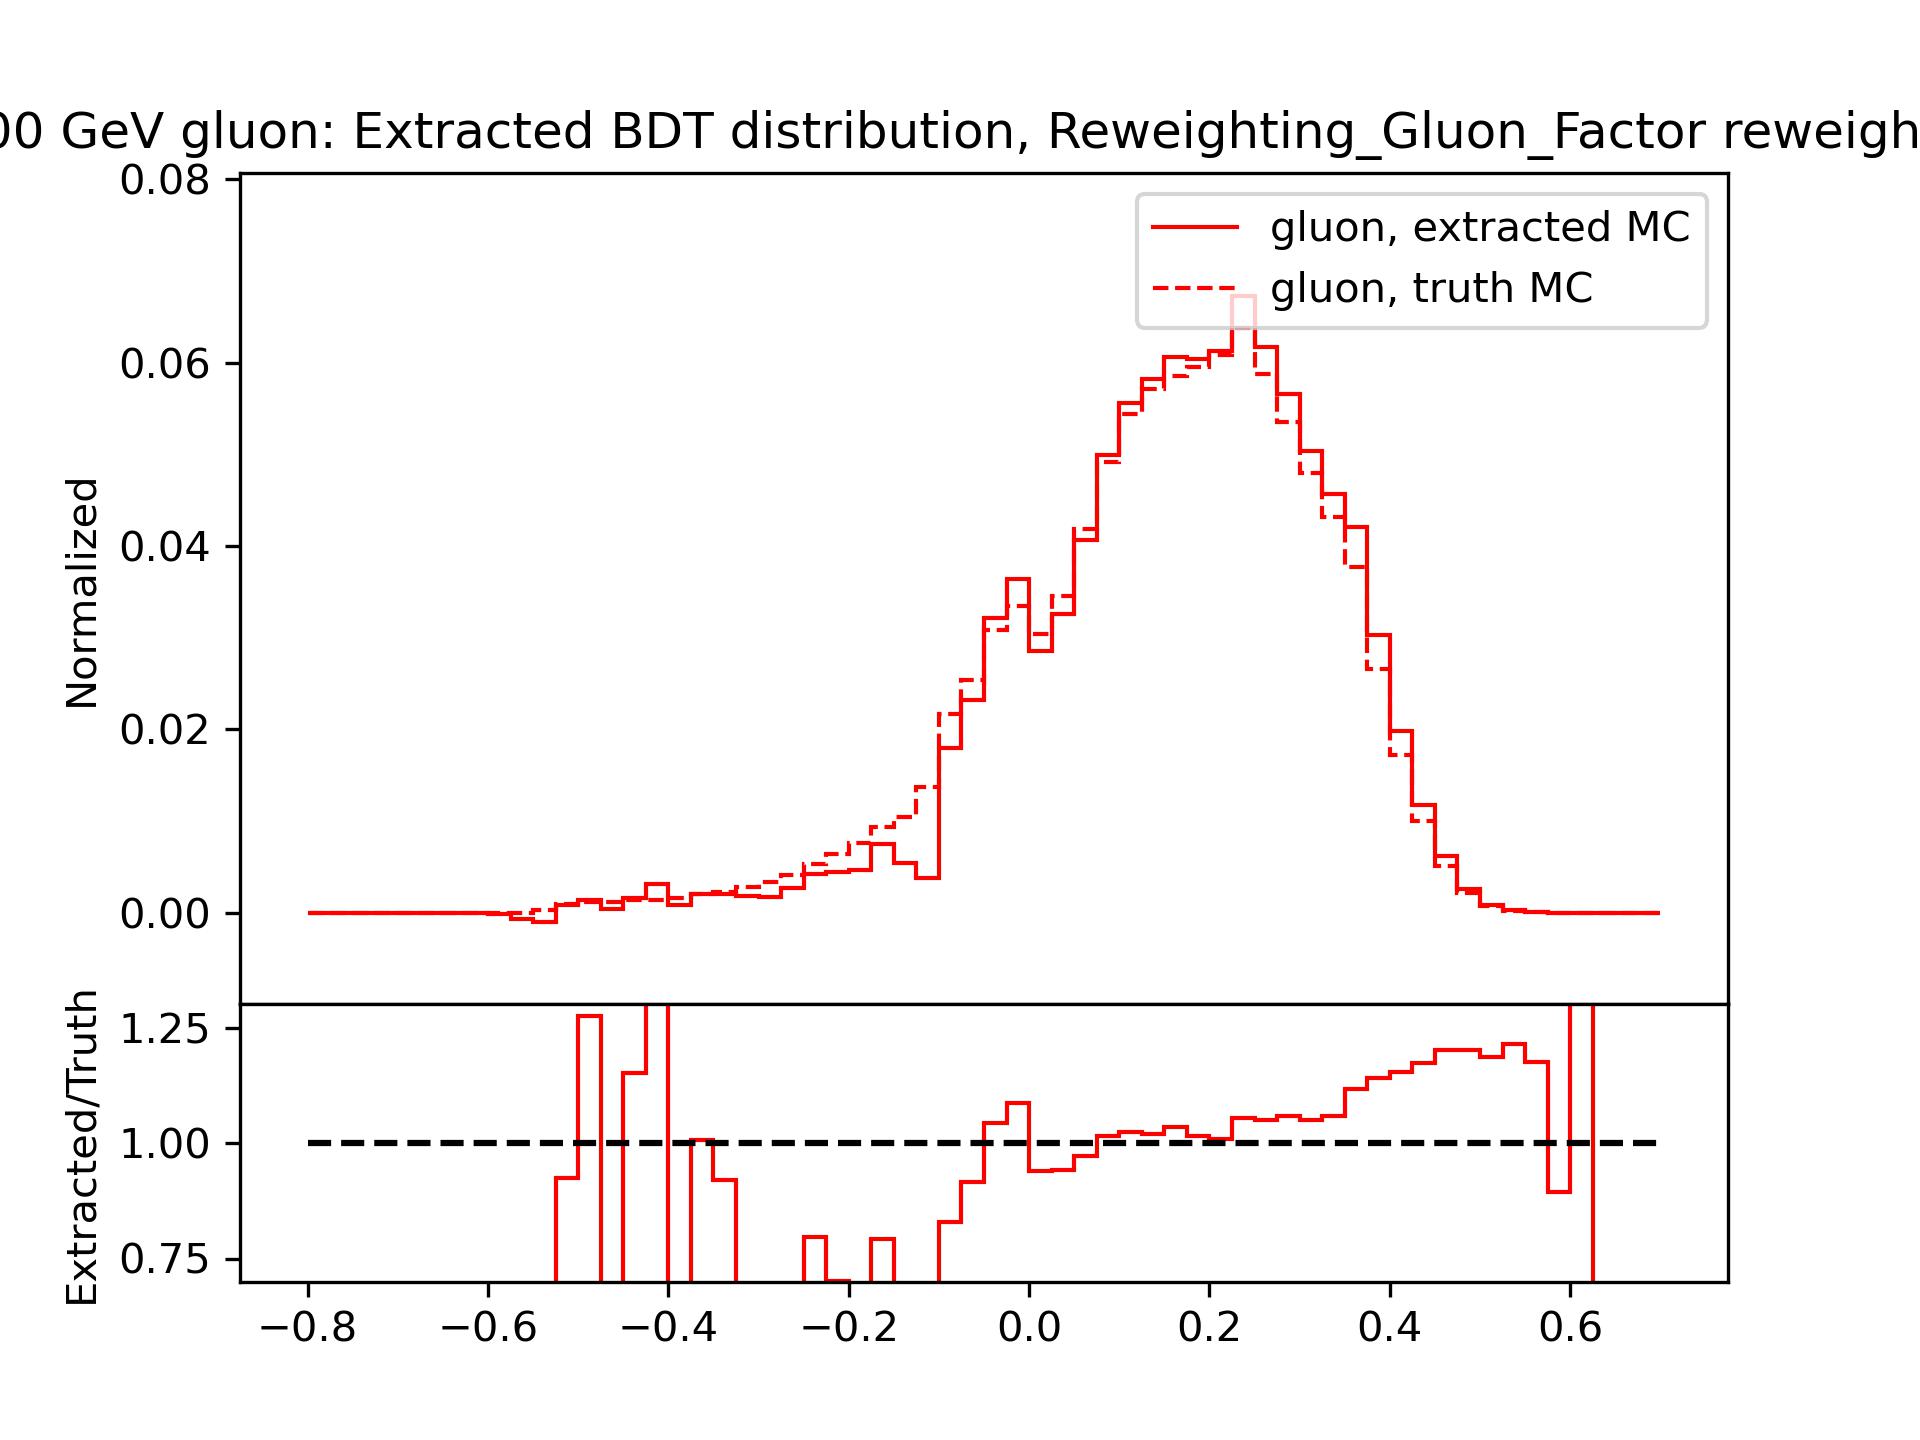 00 GeV gluon: Extracted BDT distribution, Reweighting_Gluon_Factor reweigh
gluon, extracted MC
gluon, truth MC
Normalized
0.08
0.06
0.04
0.02
0.00
Extracted/Truth
1.25
1.00
0.75
−0.8 −0.6 −0.4 −0.2 0.0 0.2 0.4 0.6